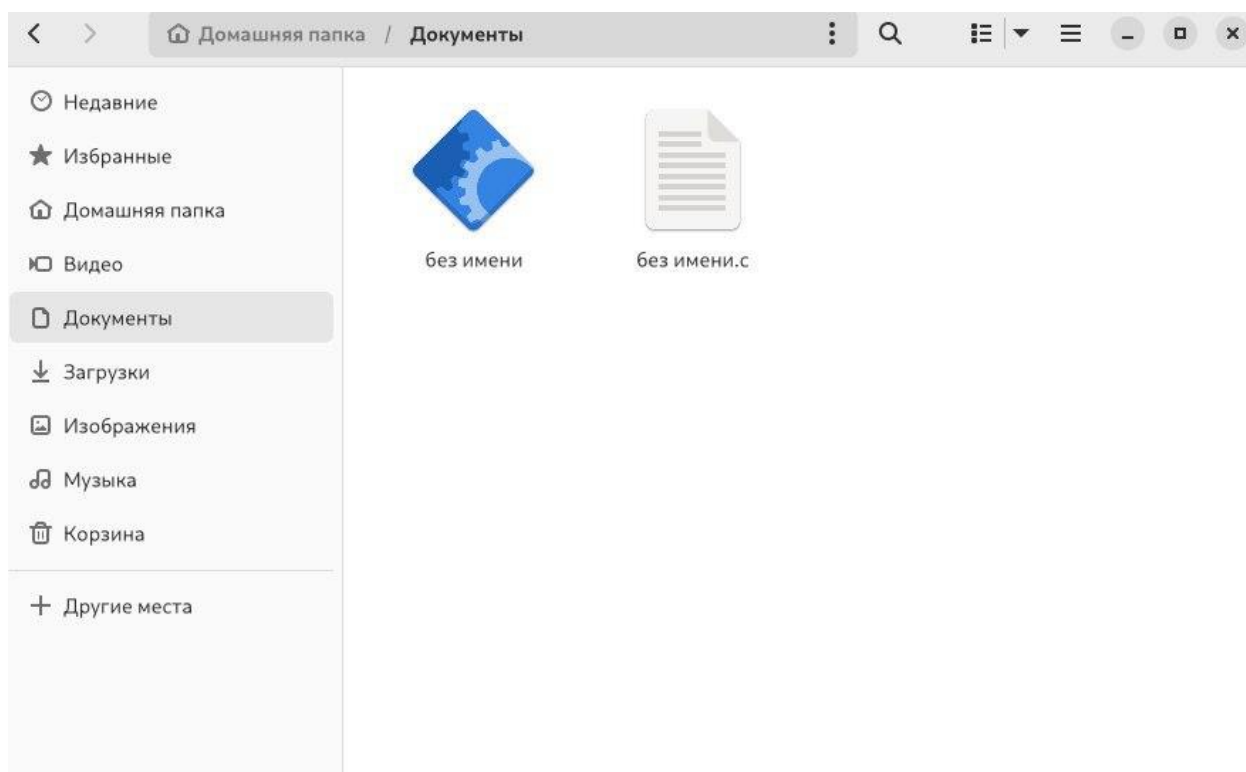 Домашняя папка / Документы
Недавние
Избранные
Домашняя папка
Видео
Документы
Загрузки
Изображения
Музыка
Корзина
Другие места
без имени
без имени.c